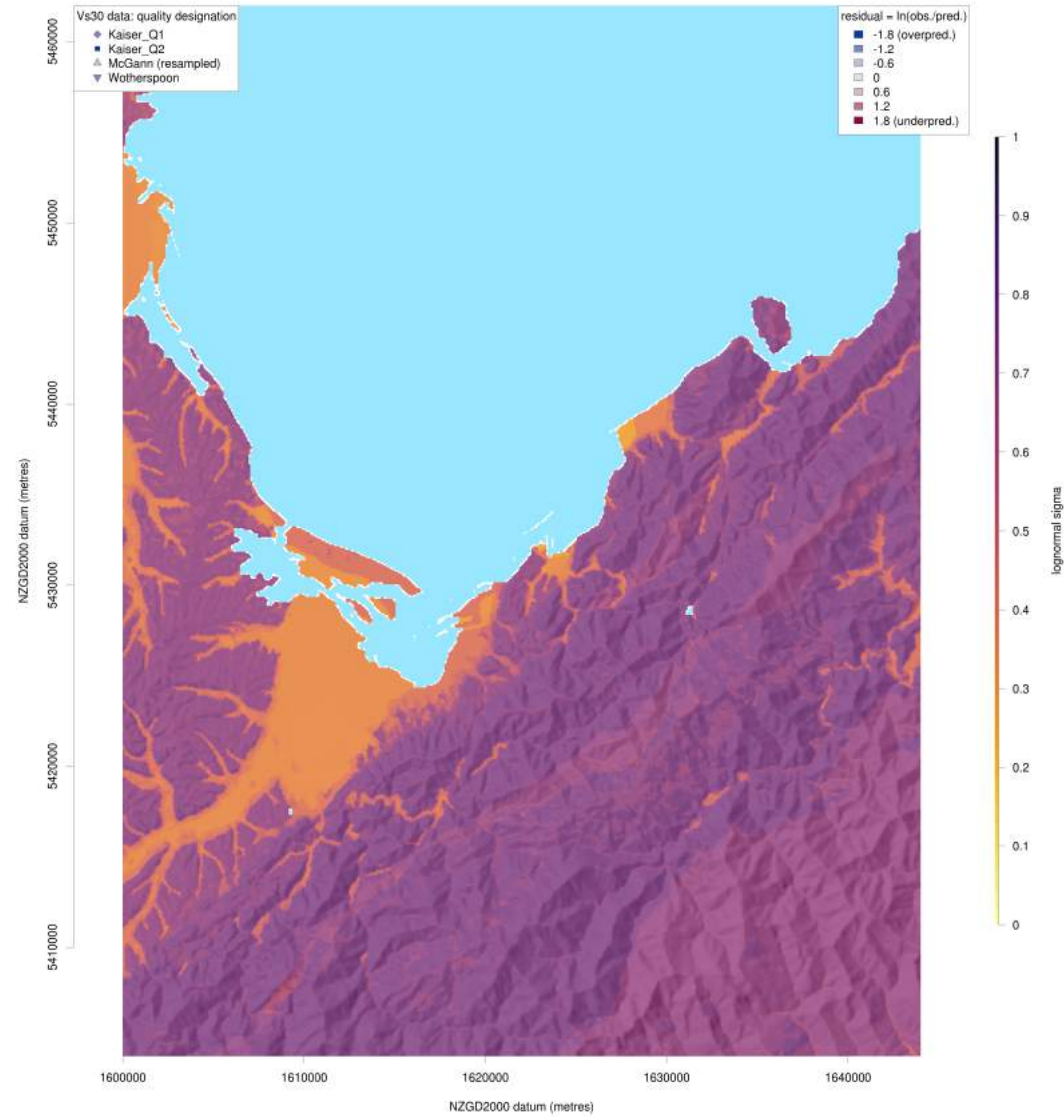 Vs30 data: quality designation
Kaiser_Q1
Kaiser_Q2
McGann (resampled)
Wotherspoon
residual = ln(obs./pred.)
-1.8 (overpred.)
-1.2
-0.6
0
0.6
1.2
1.8 (underpred.)
5460000
5450000
5440000
5430000
5420000
5410000
NZGD2000 datum (metres)
1600000
1610000
1620000
1630000
1640000
NZGD2000 datum (metres)
1
0.9
0.8
0.7
0.6
0.5
0.4
0.3
0.2
0.1
0
lognormal sigma